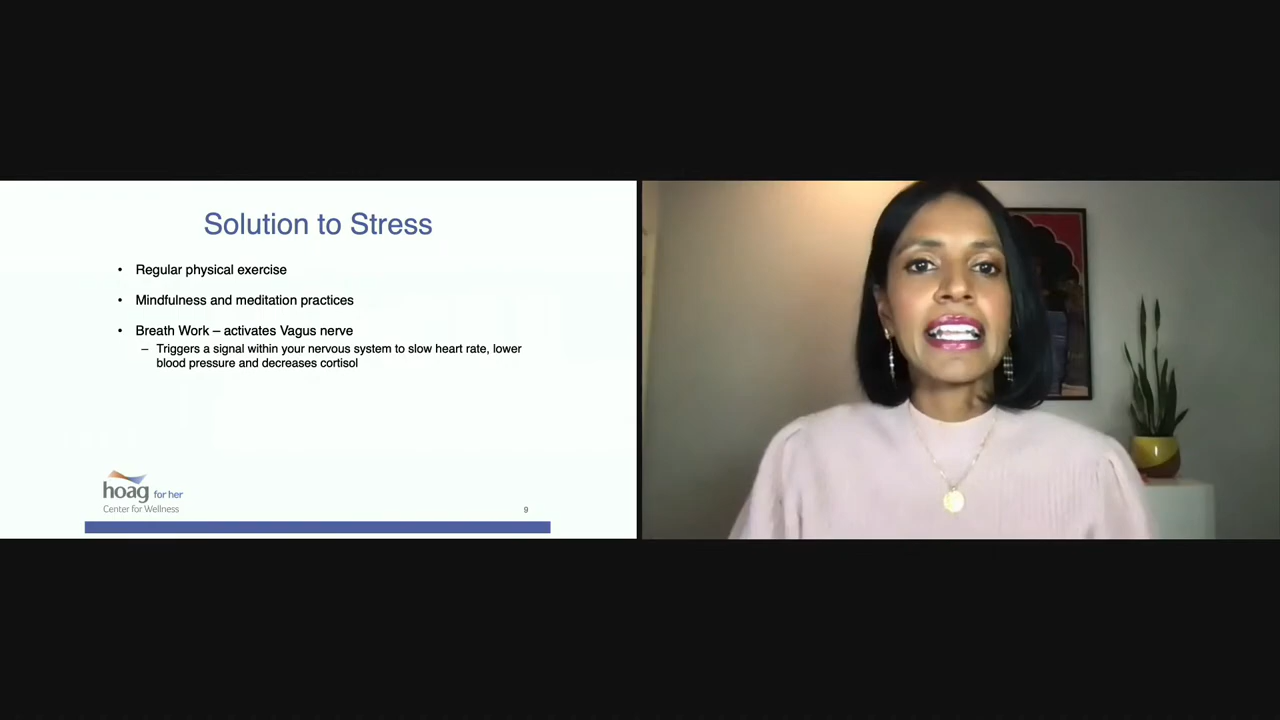 Solution to Stress
• Regular physical exercise
• Mindfulness and meditation practices
• Breath Work – activates Vagus nerve
– Triggers a signal within your nervous system to slow heart rate, lower
blood pressure and decreases cortisol
hoag for her
Center for Wellness
9